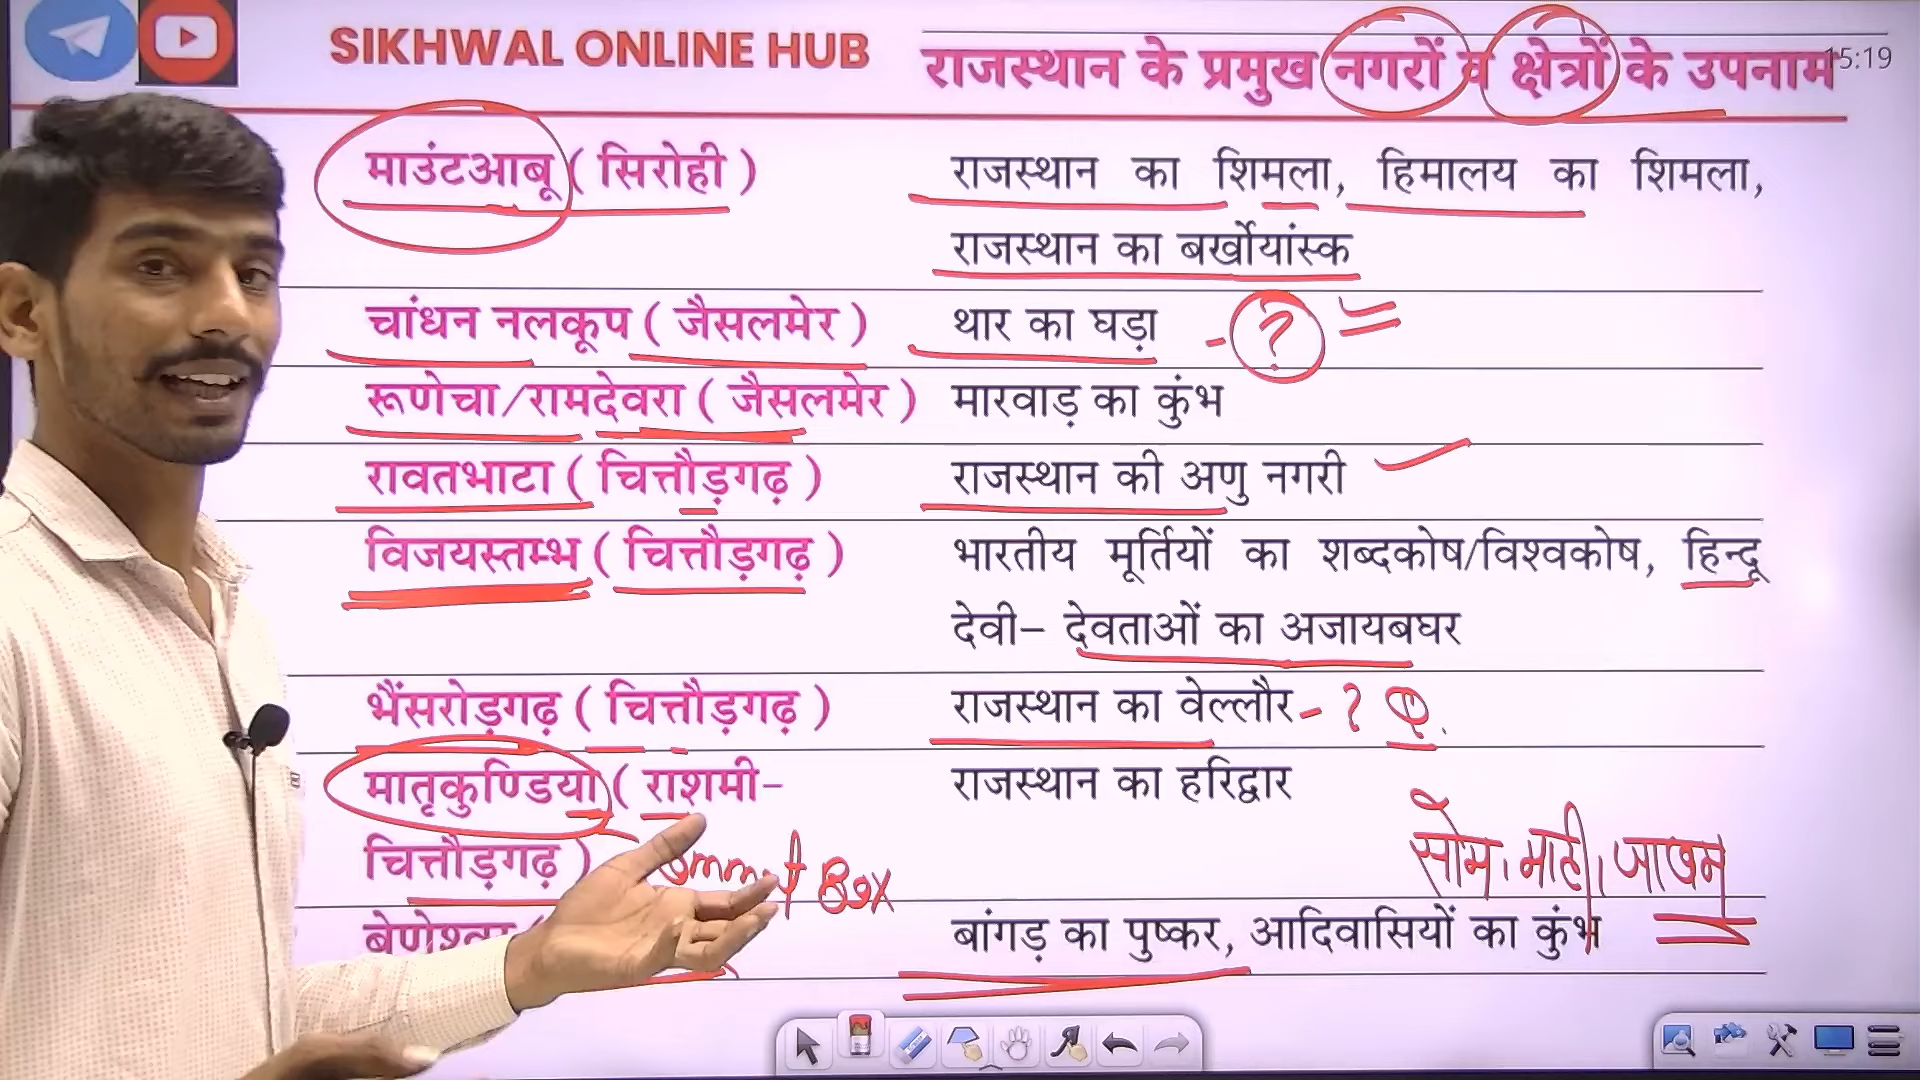 SIKHWAL ONLINE HUB
राजस्थान के प्रमुख नगरों व क्षेत्रों के उपनाम
15:19
माउंटआबू ( सिरोही ) राजस्थान का शिमला, हिमालय का शिमला,
राजस्थान का बर्खोयांस्क
चांधन नलकूप ( जैसलमेर ) थार का घड़ा - ?
रूणेचा/रामदेवरा ( जैसलमेर ) मारवाड़ का कुंभ
रावतभाटा ( चित्तौड़गढ़ ) राजस्थान की अणु नगरी
विजयस्तम्भ ( चित्तौड़गढ़ ) भारतीय मूर्तियों का शब्दकोष/विश्वकोष, हिन्दू
देवी– देवताओं का अजायबघर
भैंसरोड़गढ़ ( चित्तौड़गढ़ ) राजस्थान का वेल्लौर - ?
मातृकुण्डिया ( राशमी– राजस्थान का हरिद्वार
चित्तौड़गढ़ ) Box सोम, माही, जाखम
बेणेश्वर ( बांगड़ का पुष्कर, आदिवासियों का कुंभ